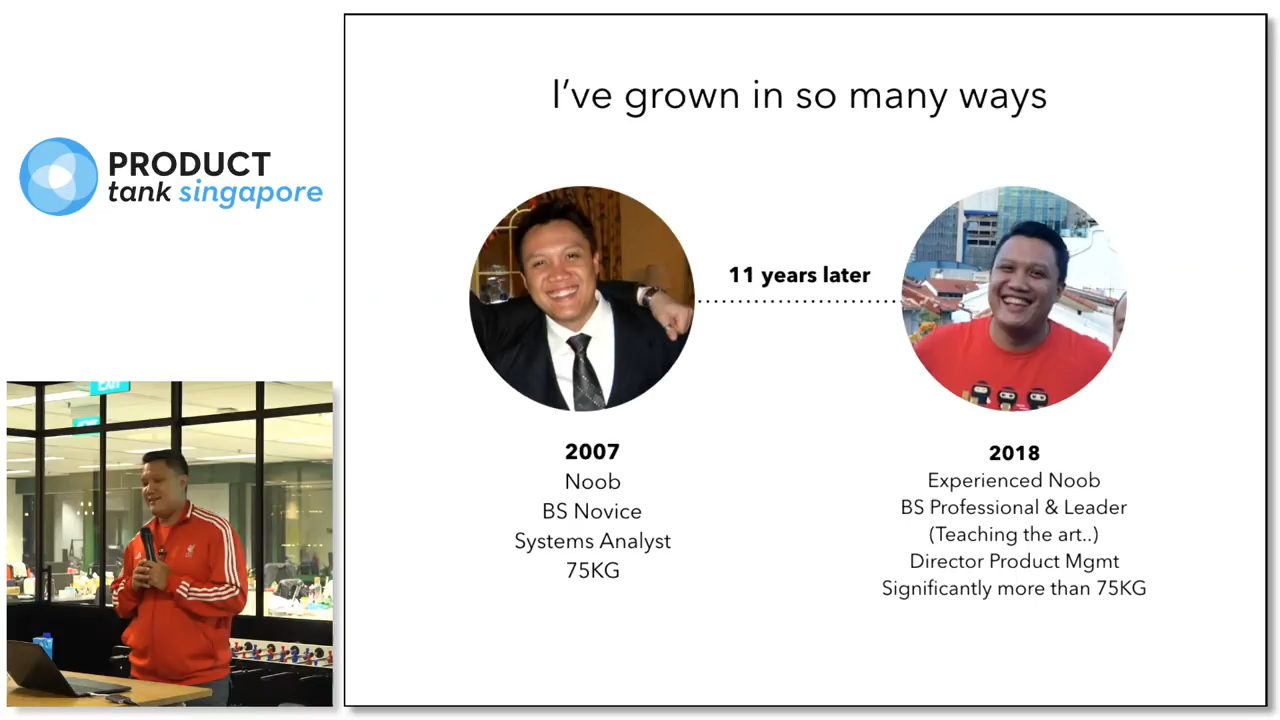 PRODUCT
tank singapore
I've grown in so many ways
11 years later
2007
Noob
BS Novice
Systems Analyst
75KG
2018
Experienced Noob
BS Professional & Leader
(Teaching the art..)
Director Product Mgmt
Significantly more than 75KG
EXIT